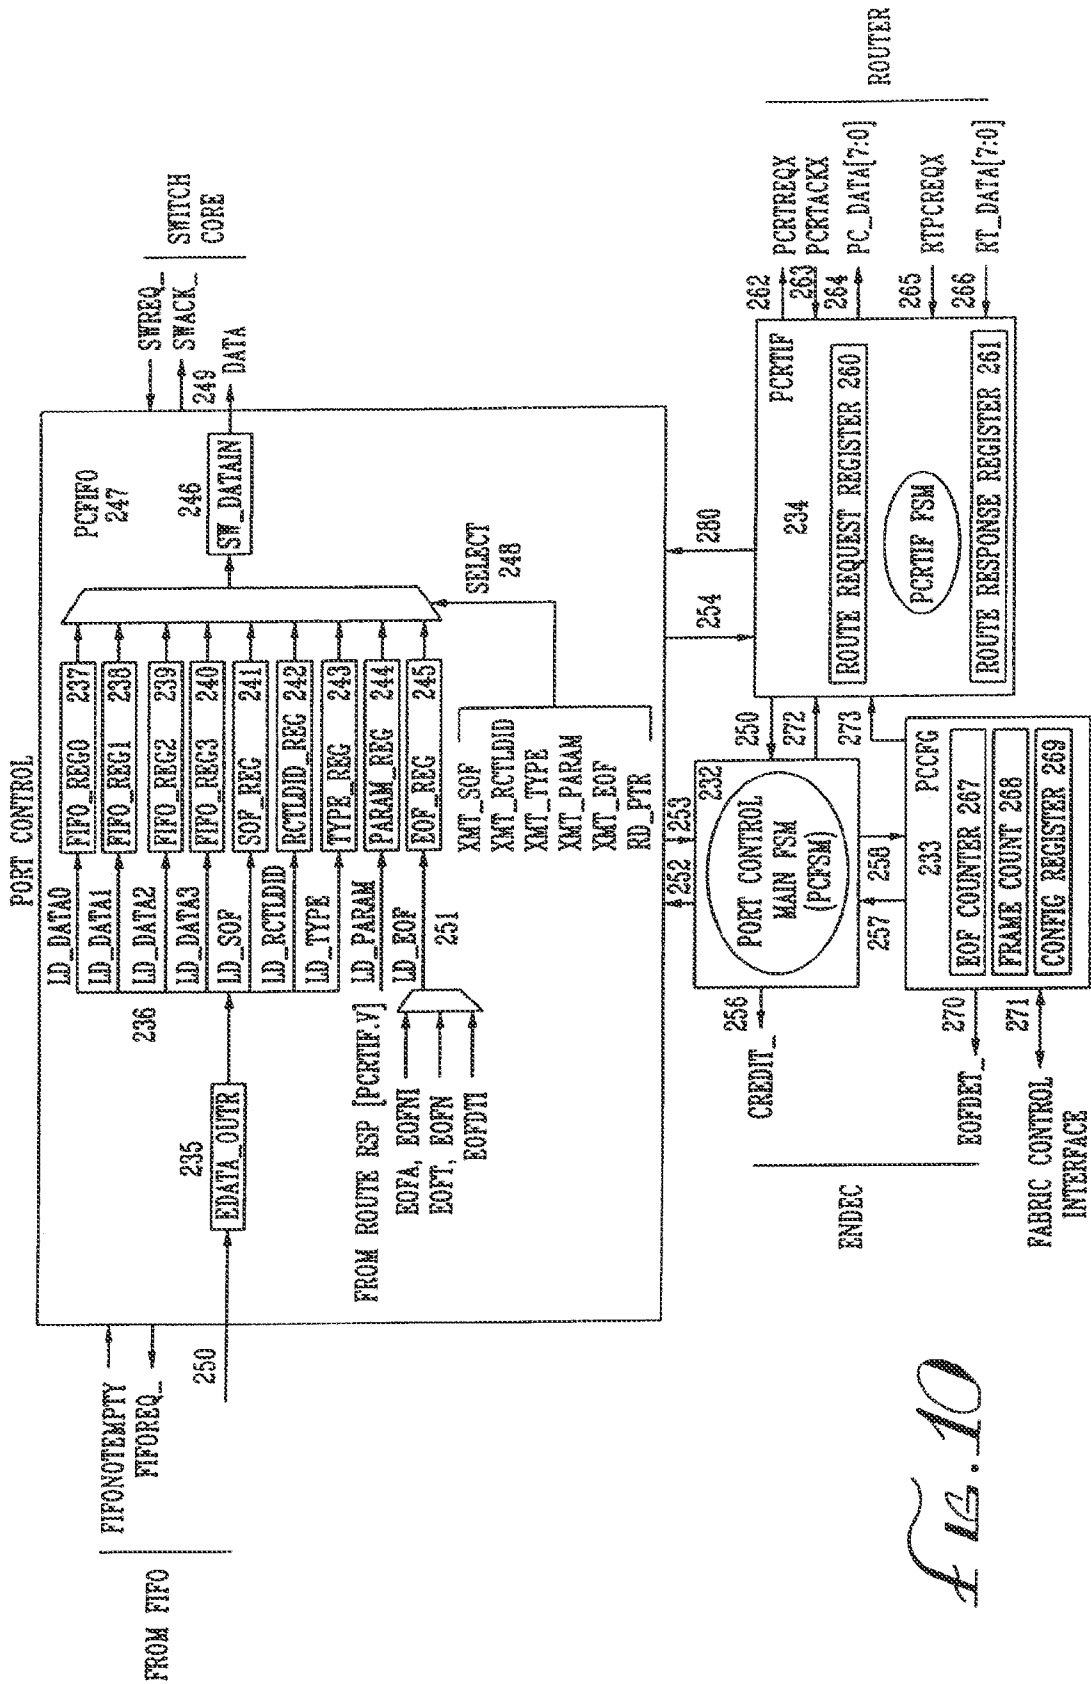 PORT CONTROL
FROM FIFO
FIFONOTEMPTY
FIFOREQ_
250
235
EDATA_OUTR
236
LD_DATA0
LD_DATA1
LD_DATA2
LD_DATA3
LD_SOF
LD_RCTLDID
LD_TYPE
LD_PARAM
LD_EOF
FROM ROUTE RSP [PCRTIF.V]
EOFA, EOFNI
EOFT, EOFN
EOFDTI
251
FIFO_REG0 237
FIFO_REG1 238
FIFO_REG2 239
FIFO_REG3 240
SOF_REG 241
RCTLDID_REG 242
TYPE_REG 243
PARAM_REG 244
EOF_REG 245
XMT_SOF
XMT_RCTLDID
XMT_TYPE
XMT_PARAM
XMT_EOF
RD_PTR
SELECT
248
PCFIFO
247
246
SW_DATAIN
SWREQ_
SWACK_
249
DATA
SWITCH
CORE
252
253
254
280
ENDEC
CREDIT_
256
232
PORT CONTROL
MAIN FSM
(PCFSM)
250
272
257
258
273
EOFDET_
270
FABRIC CONTROL
INTERFACE
271
233
PCCFG
EOF COUNTER 267
FRAME COUNT 268
CONFIG REGISTER 269
234
PCRTIF
ROUTE REQUEST REGISTER 260
PCRTIF FSM
ROUTE RESPONSE REGISTER 261
262
PCRTREQX
263
PCRTACKX
264
PC_DATA[7:0]
265
RTPCREQX
266
RT_DATA[7:0]
ROUTER
FIG. 10